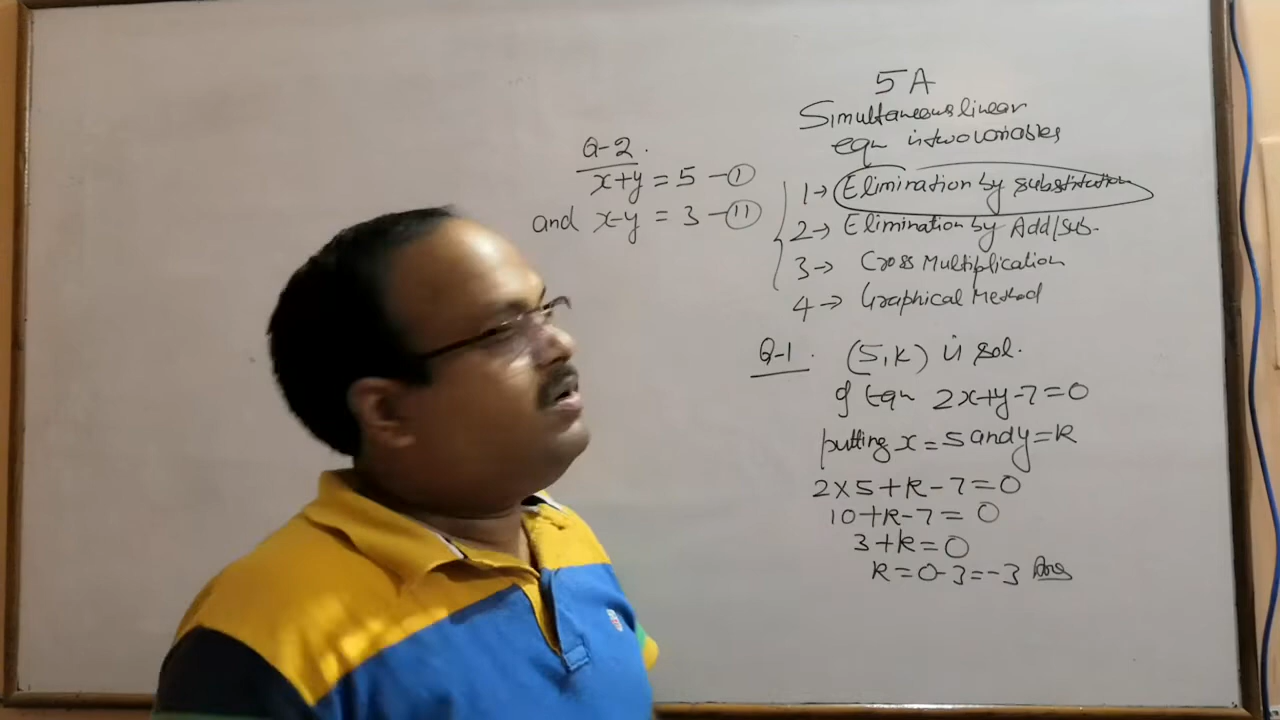 5A
Simultaneous linear
eqn in two variables
1→ Elimination by substitution
2→ Elimination by Add/Sub.
3→ Cross Multiplication
4→ Graphical Method
Q-1. (5,k) is sol.
of Eqn 2x+y-7=0
putting x=5 and y=k
2×5+k-7=0
10+k-7=0
3+k=0
k=0-3=-3 Ans
Q-2.
x+y=5 -①
and x-y=3 -⑪